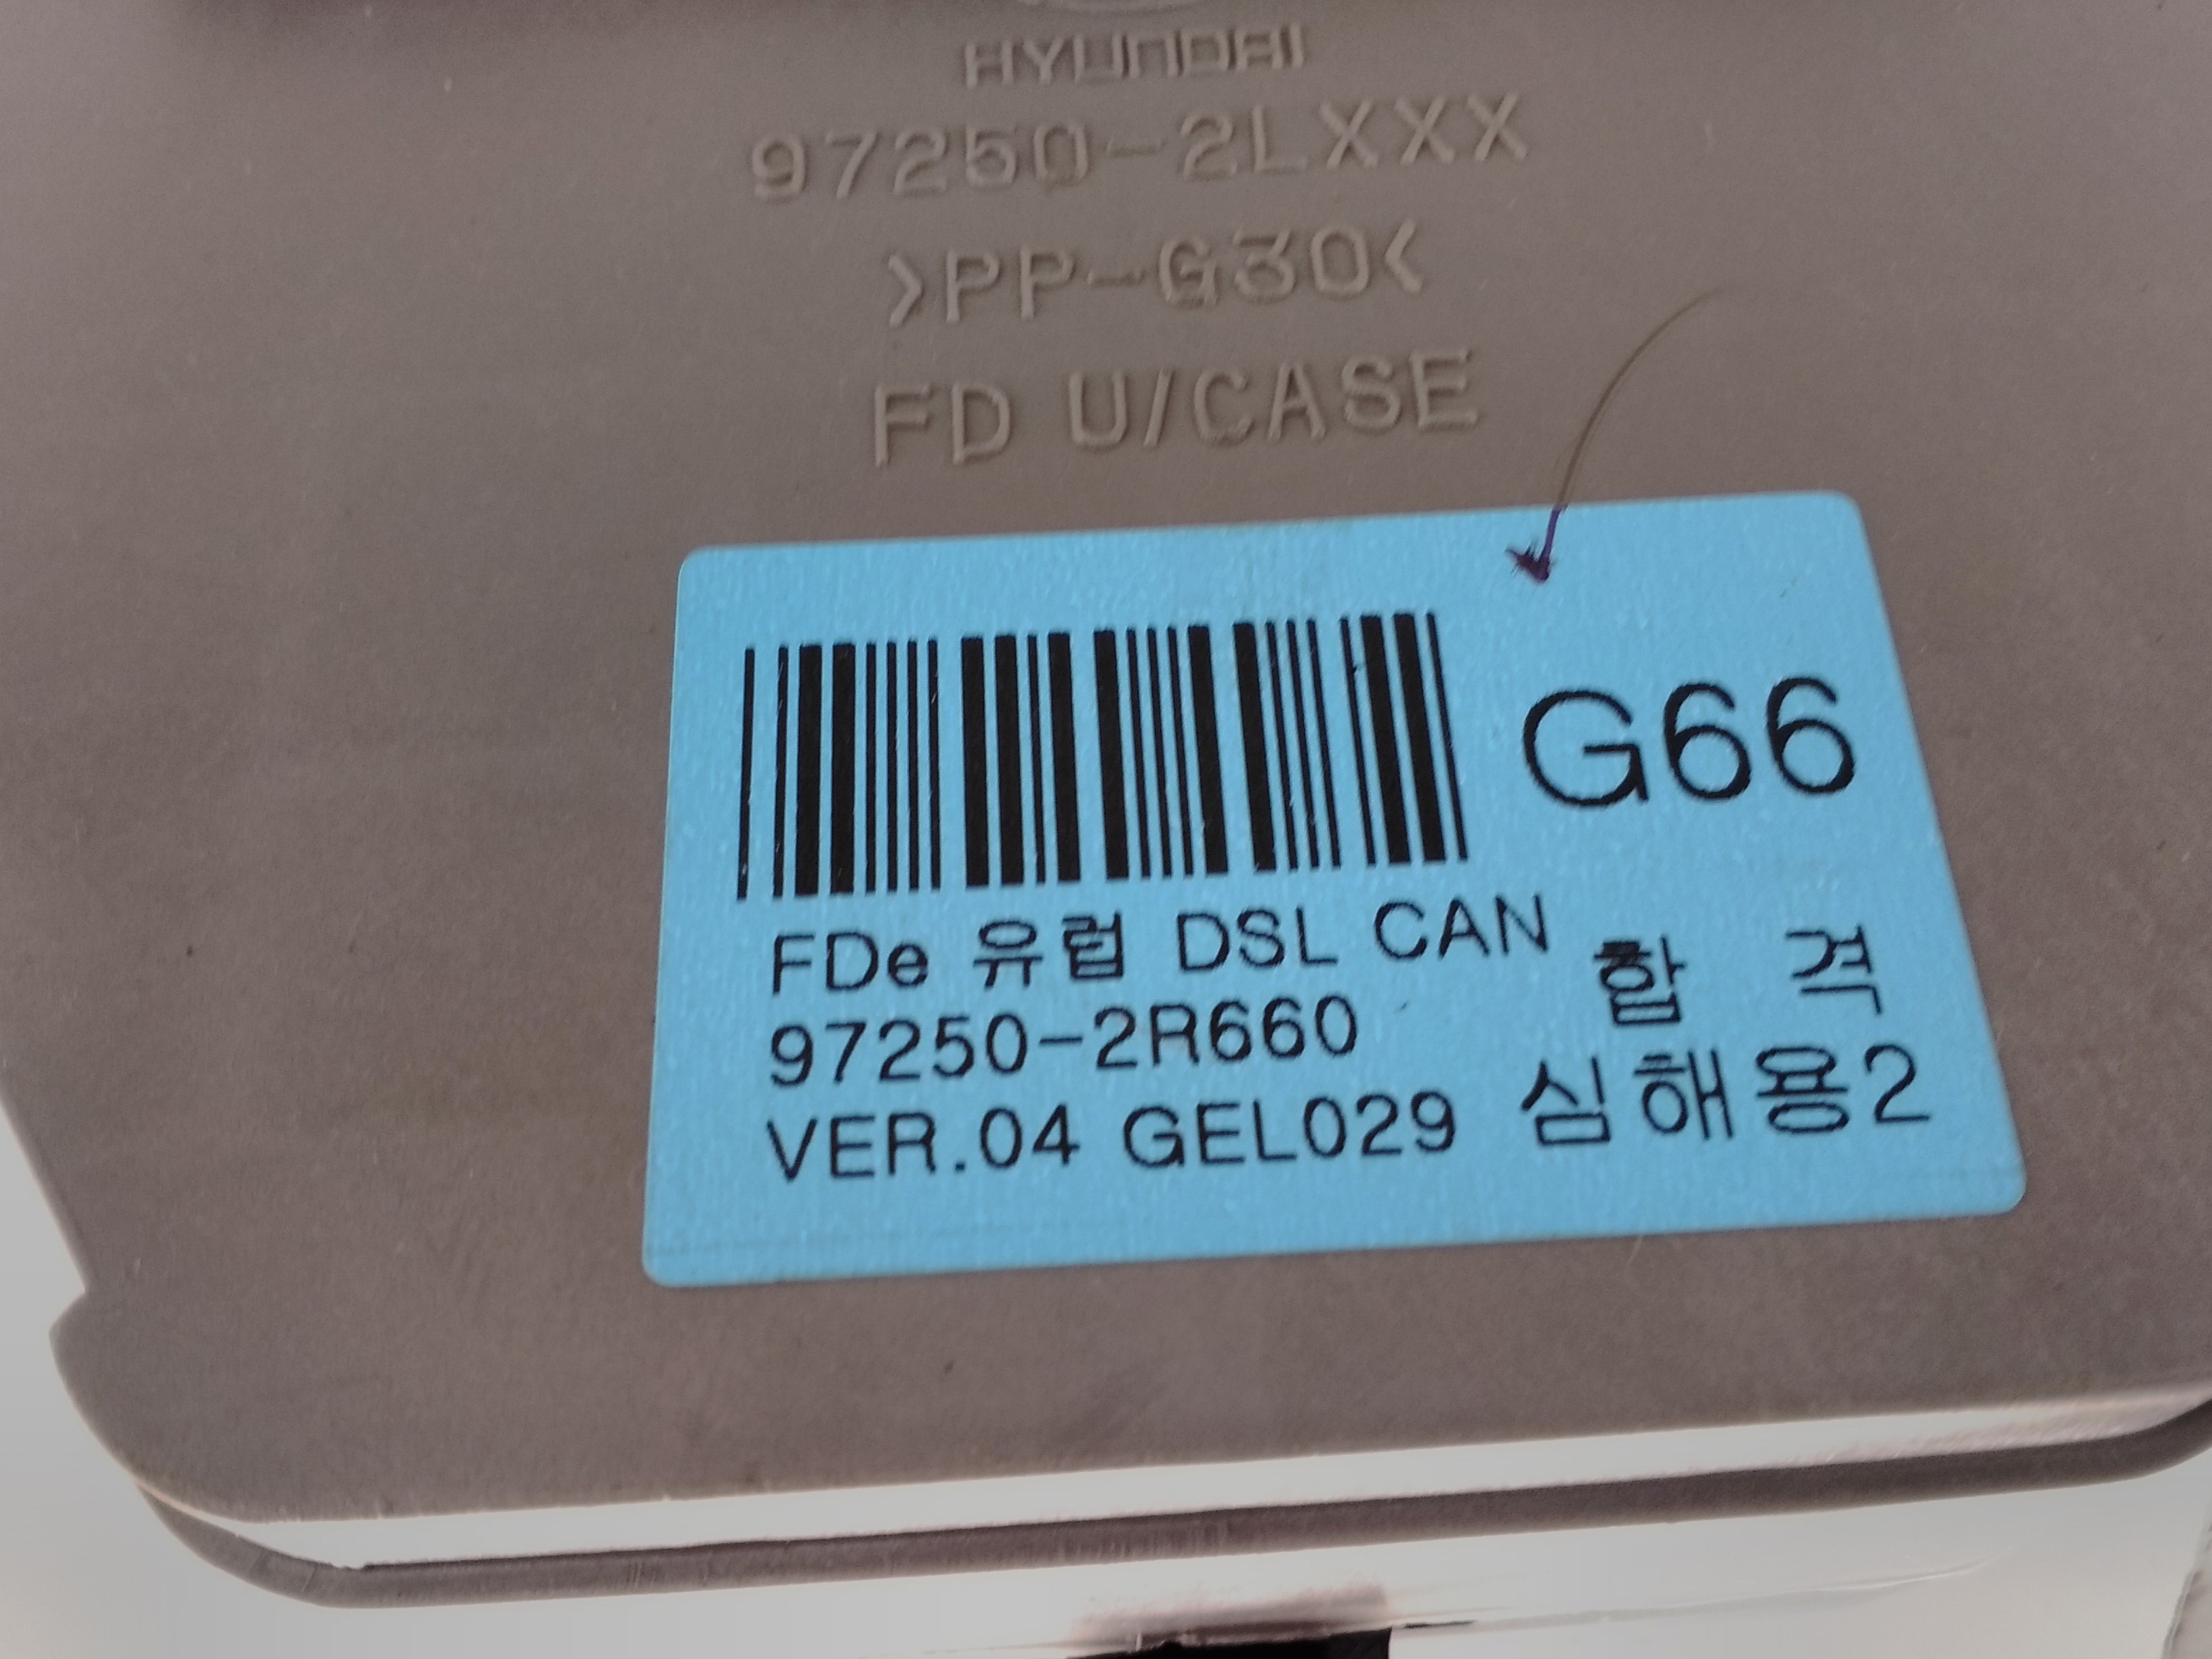 HYUNDAI
97250-2LXXX
>PP-G30<
FD U/CASE
G66
FDe 유럽 DSL CAN
97250-2R660
VER.04 GEL029
합 격
심해용2